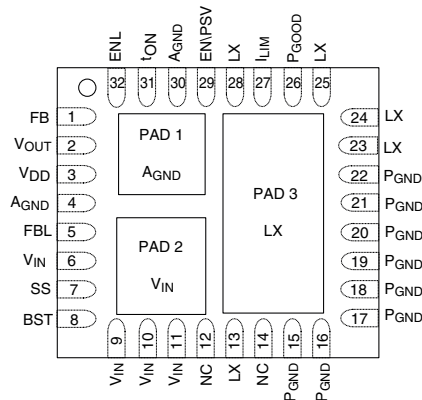 ENL
tON
AGND
EN\PSV
LX
ILIM
PGOOD
LX
32 31 30 29 28 27 26 25
FB 1
VOUT 2
VDD 3
AGND 4
FBL 5
VIN 6
SS 7
BST 8
PAD 1
AGND
PAD 2
VIN
PAD 3
LX
24 LX
23 LX
22 PGND
21 PGND
20 PGND
19 PGND
18 PGND
17 PGND
9 10 11 12 13 14 15 16
VIN
VIN
VIN
NC
LX
NC
PGND
PGND